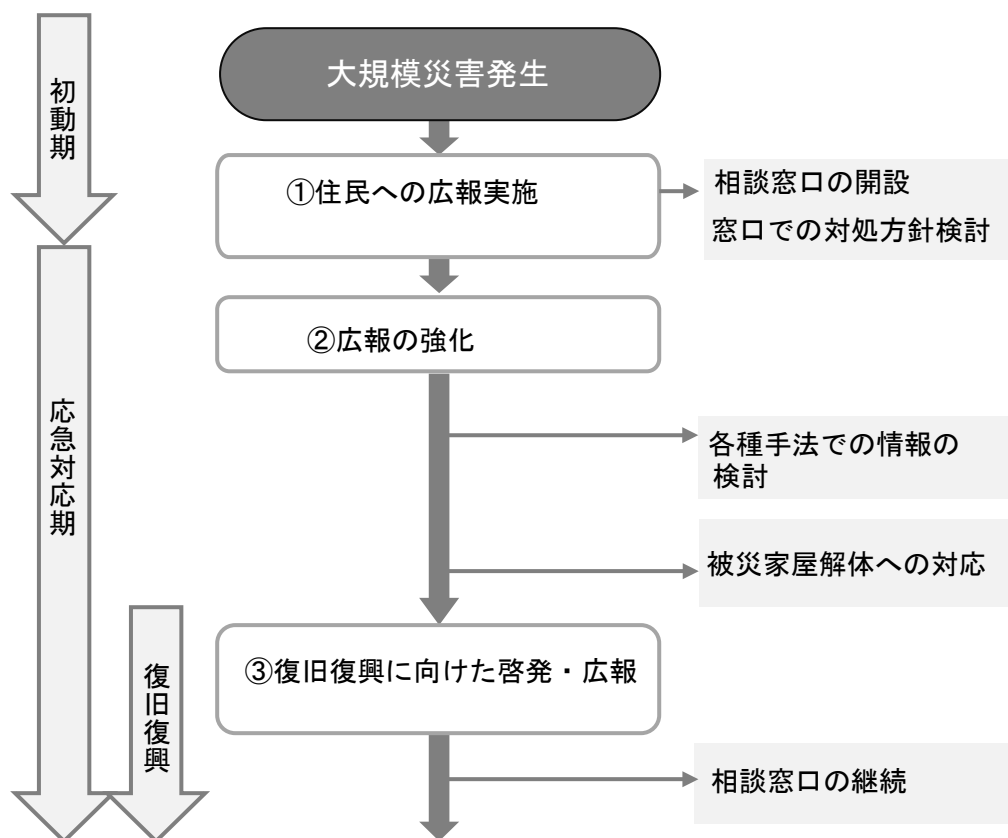 大規模災害発生
初動期
①住民への広報実施
相談窓口の開設
窓口での対処方針検討
②広報の強化
応急対応期
各種手法での情報の
検討
被災家屋解体への対応
③復旧復興に向けた啓発・広報
復旧復興
相談窓口の継続